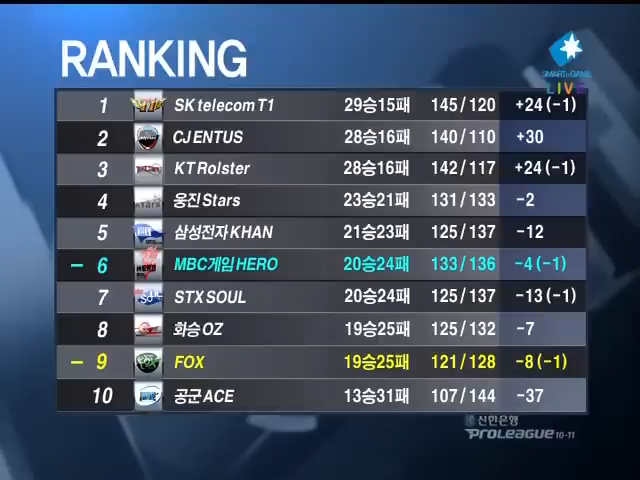 RANKING
SMART n GAME
LIVE
1 SK telecom T1 29승15패 145 / 120 +24 (-1)
2 CJ ENTUS 28승16패 140 / 110 +30
3 KT Rolster 28승16패 142 / 117 +24 (-1)
4 웅진 Stars 23승21패 131 / 133 -2
5 삼성전자 KHAN 21승23패 125 / 137 -12
- 6 MBC게임 HERO 20승24패 133 / 136 -4 (-1)
7 STX SOUL 20승24패 125 / 137 -13 (-1)
8 화승 OZ 19승25패 125 / 132 -7
- 9 FOX 19승25패 121 / 128 -8 (-1)
10 공군 ACE 13승31패 107 / 144 -37
신한은행
PROLEAGUE 10-11